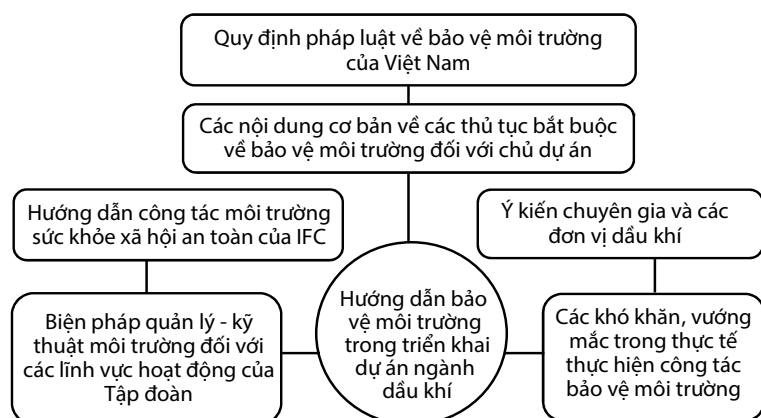 Quy định pháp luật về bảo vệ môi trường
của Việt Nam
Các nội dung cơ bản về các thủ tục bắt buộc
về bảo vệ môi trường đối với chủ dự án
Hướng dẫn công tác môi trường
sức khỏe xã hội an toàn của IFC
Ý kiến chuyên gia và các
đơn vị dầu khí
Biện pháp quản lý - kỹ
thuật môi trường đối với
các lĩnh vực hoạt động của
Tập đoàn
Hướng dẫn bảo
vệ môi trường
trong triển khai
dự án ngành
dầu khí
Các khó khăn, vướng
mắc trong thực tế
thực hiện công tác
bảo vệ môi trường